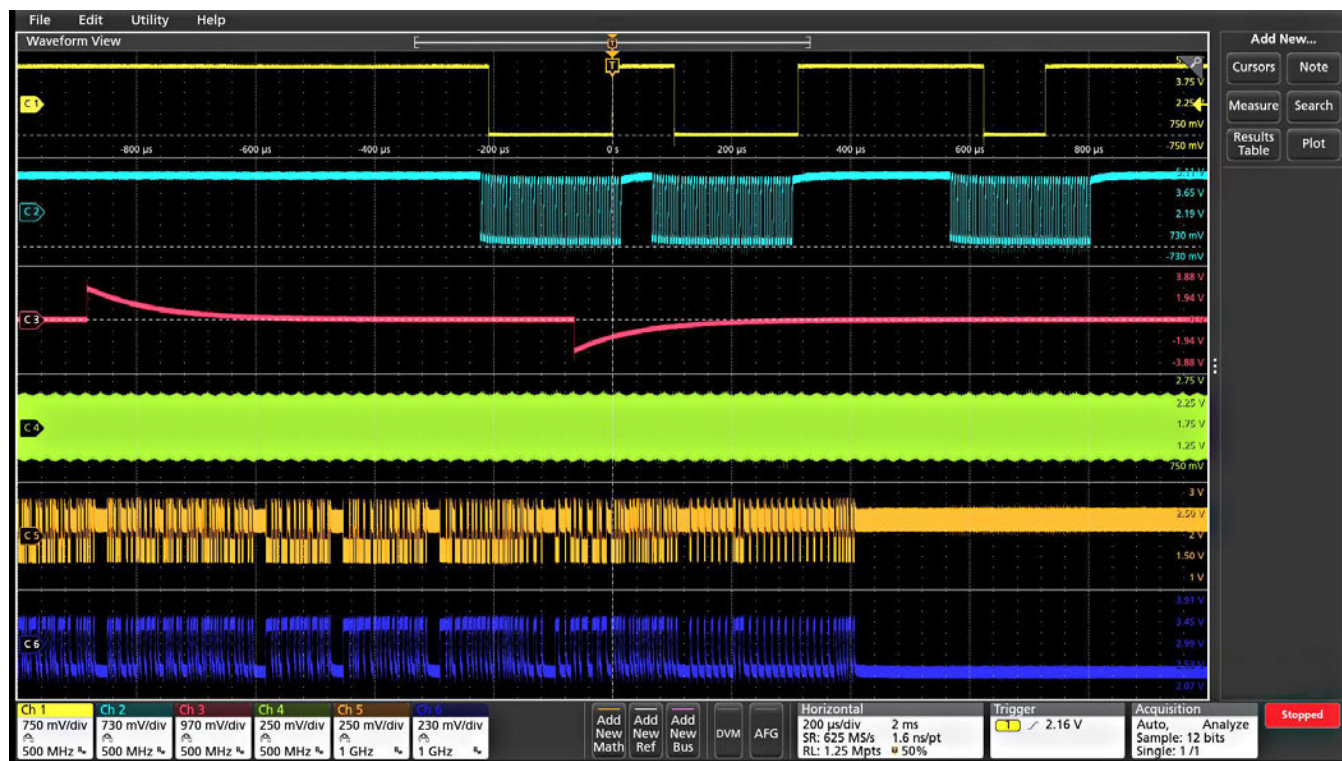 File Edit Utility Help
Waveform View
Add New...
Cursors Note
Measure Search
Results Table Plot
T
T
C 1
3.75 V
750 mV
-750 mV
-800 µs -600 µs -400 µs -200 µs 0 s 200 µs 400 µs 600 µs 800 µs
C 2
3.65 V
2.19 V
730 mV
-730 mV
C 3
3.88 V
1.94 V
-1.94 V
-3.88 V
C 4
2.75 V
2.25 V
1.75 V
1.25 V
750 mV
C 5
3 V
2.50 V
2 V
1.50 V
1 V
C 6
3.91 V
3.45 V
2.99 V
2.53 V
2.07 V
Ch 1
750 mV/div
500 MHz
Ch 2
730 mV/div
500 MHz
Ch 3
970 mV/div
500 MHz
Ch 4
250 mV/div
500 MHz
Ch 5
250 mV/div
1 GHz
Ch 6
230 mV/div
1 GHz
Add New Math
Add New Ref
Add New Bus
DVM
AFG
Horizontal
200 µs/div 2 ms
SR: 625 MS/s 1.6 ns/pt
RL: 1.25 Mpts 50%
Trigger
1 2.16 V
Acquisition
Auto, Analyze
Sample: 12 bits
Single: 1/1
Stopped